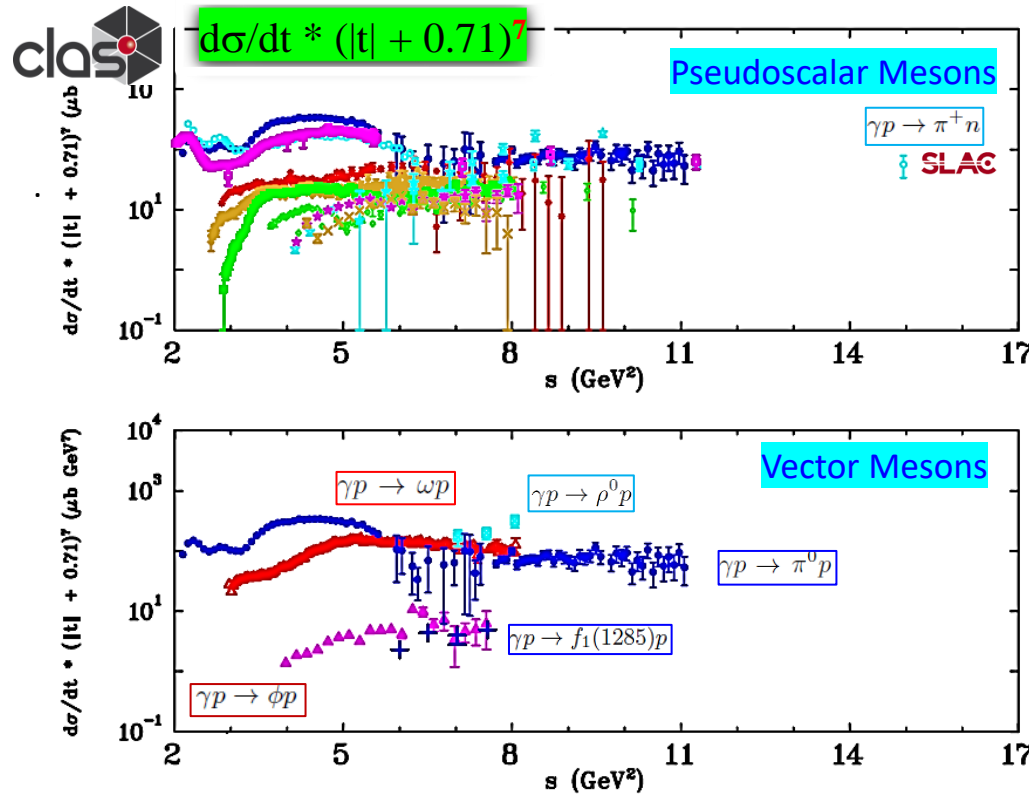 clas
dσ/dt * (|t| + 0.71)⁷
dσ/dt * (|t| + 0.71)⁷ (μb
Pseudoscalar Mesons
γp → π⁺n
SLAC
10
10¹
10⁻¹
2 5 8 11 14 17
s (GeV²)
dσ/dt * (|t| + 0.71)⁷ (μb GeV⁷)
Vector Mesons
10⁴
10³
10¹
10⁻¹
γp → ωp
γp → ρ⁰p
γp → π⁰p
γp → f₁(1285)p
γp → ϕp
2 5 8 11 14 17
s (GeV²)